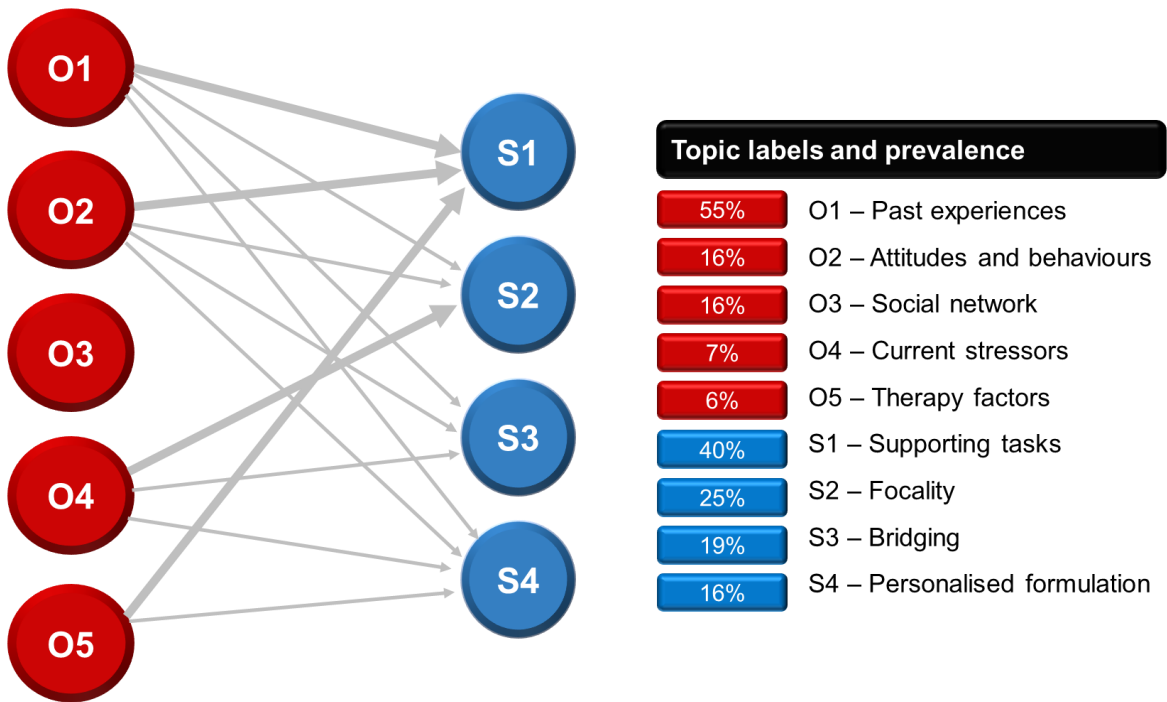 O1
O2
O3
O4
O5
S1
S2
S3
S4
Topic labels and prevalence
55% O1 – Past experiences
16% O2 – Attitudes and behaviours
16% O3 – Social network
7% O4 – Current stressors
6% O5 – Therapy factors
40% S1 – Supporting tasks
25% S2 – Focality
19% S3 – Bridging
16% S4 – Personalised formulation